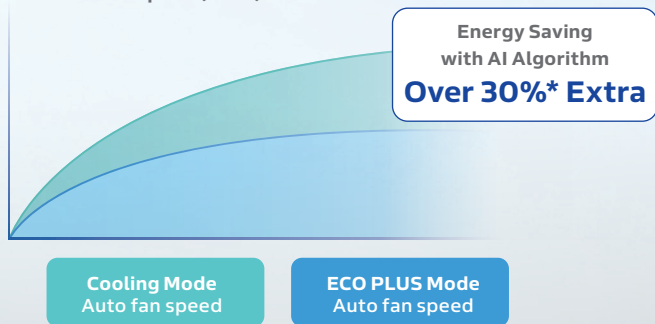 Energy Saving
with AI Algorithm
Over 30%* Extra
Cooling Mode
Auto fan speed
ECO PLUS Mode
Auto fan speed